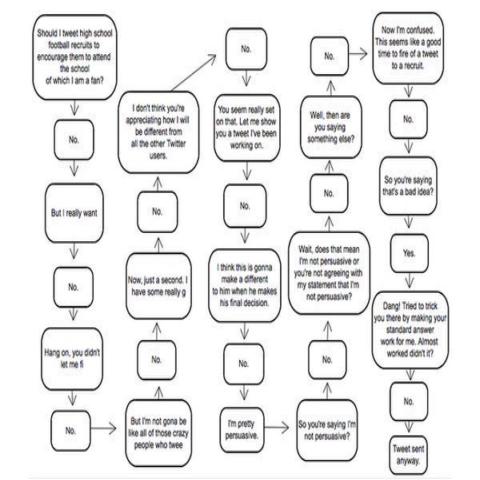 Should I tweet high school
football recruits to
encourage them to attend
the school
of which I am a fan?
No.
But I really want
No.
Hang on, you didn't
let me fi
No.
But I'm not gona be
like all of those crazy
people who twee
No.
Now, just a second. I
have some really g
No.
I don't think you're
appreciating how I will
be different from
all the other Twitter
users.
No.
You seem really set
on that. Let me show
you a tweet I've been
working on.
No.
I think this is gonna
make a different
to him when he makes
his final decision.
No.
I'm pretty
persuasive.
So you're saying I'm
not persuasive?
No.
Wait, does that mean
I'm not persuasive or
you're not agreeing with
my statement that I'm
not persuasive?
No.
Well, then are
you saying
something else?
No.
Now I'm confused.
This seems like a good
time to fire of a tweet
to a recruit.
No.
So you're saying
that's a bad idea?
Yes.
Dang! Tried to trick
you there by making your
standard answer
work for me. Almost
worked didn't it?
No.
Tweet sent
anyway.